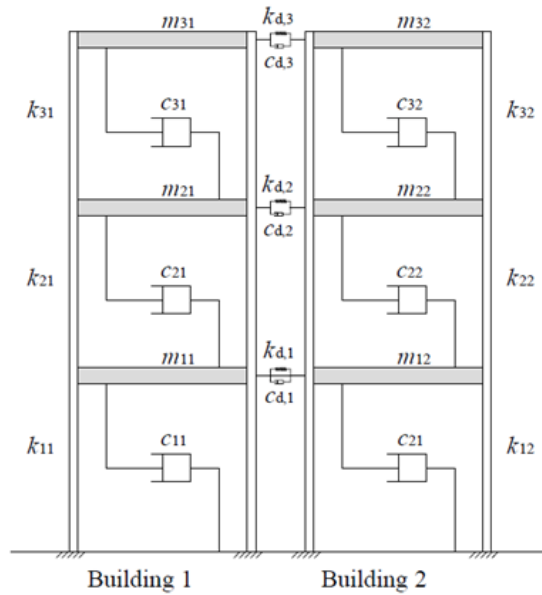 m31 kd,3 m32
cd,3
k31 c31 c32 k32
m21 kd,2 m22
cd,2
k21 c21 c22 k22
m11 kd,1 m12
cd,1
k11 c11 c21 k12
Building 1 Building 2